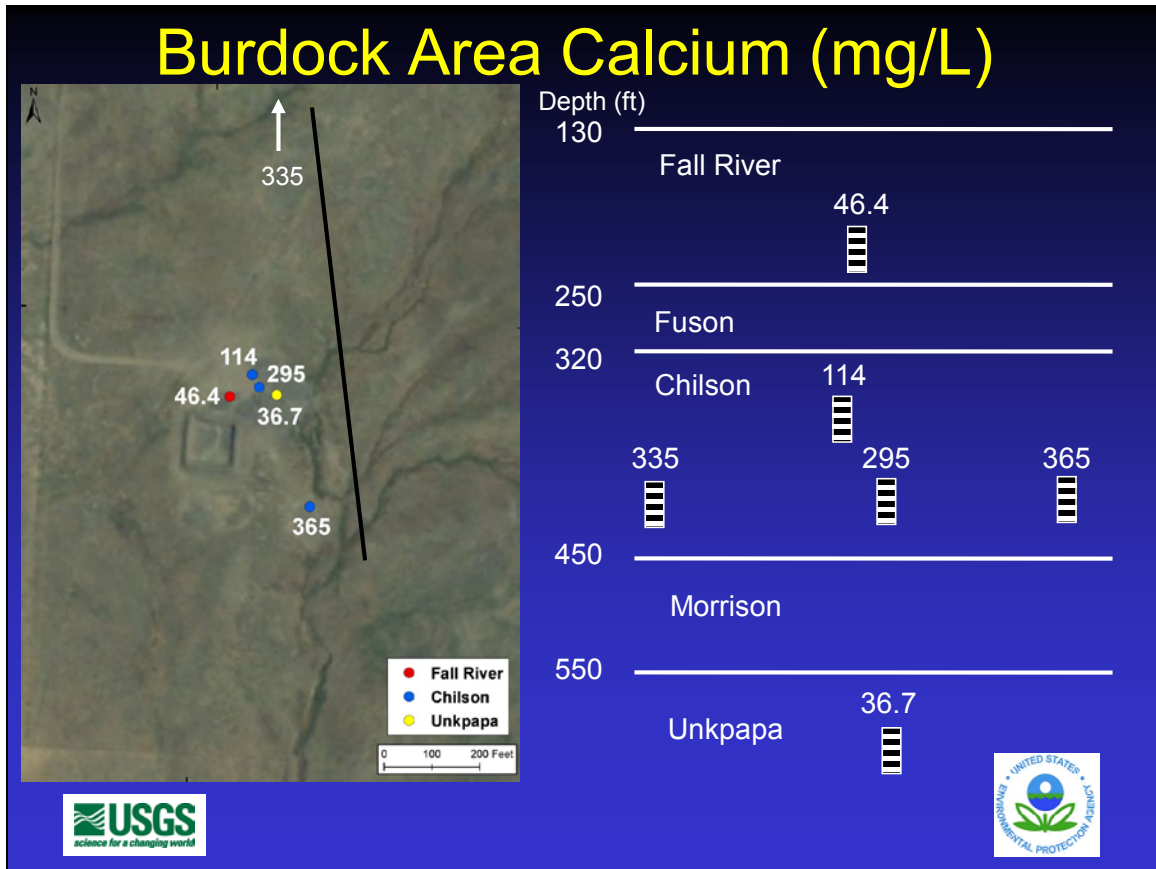 Burdock Area Calcium (mg/L)
N
335
114
295
46.4
36.7
365
Fall River
Chilson
Unkpapa
0 100 200 Feet
Depth (ft)
130
Fall River
46.4
250
Fuson
320
Chilson
114
335 295 365
450
Morrison
550
36.7
Unkpapa
USGS
science for a changing world
UNITED STATES
ENVIRONMENTAL PROTECTION AGENCY